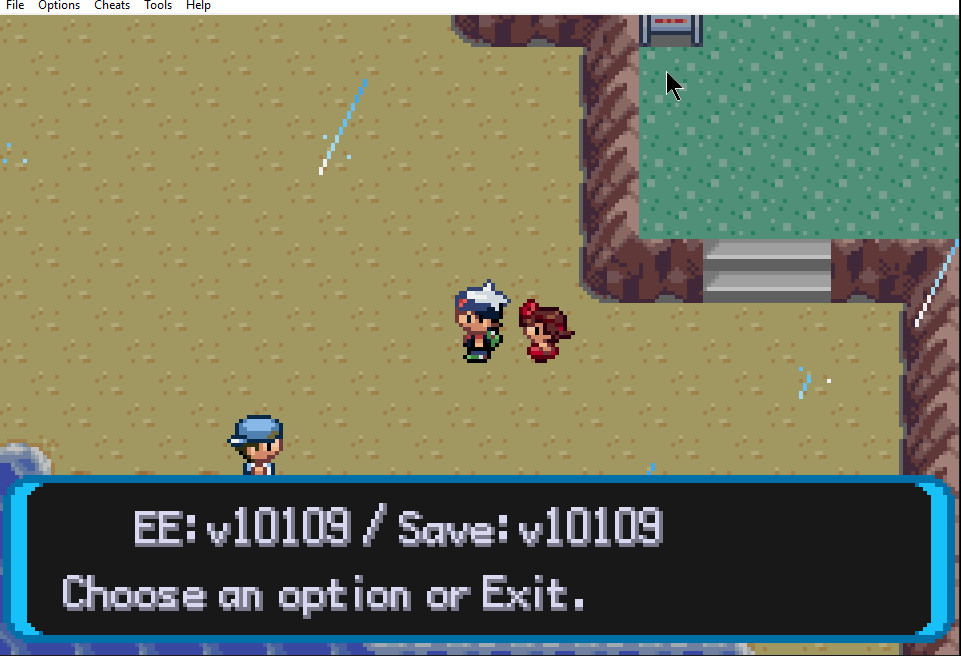 File Options Cheats Tools Help
EE: v10109 / Save: v10109
Choose an option or Exit.